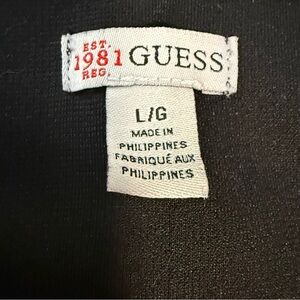 EST.
1981 GUESS
REG.
L/G
MADE IN
PHILIPPINES
FABRIQUÉ AUX
PHILIPPINES